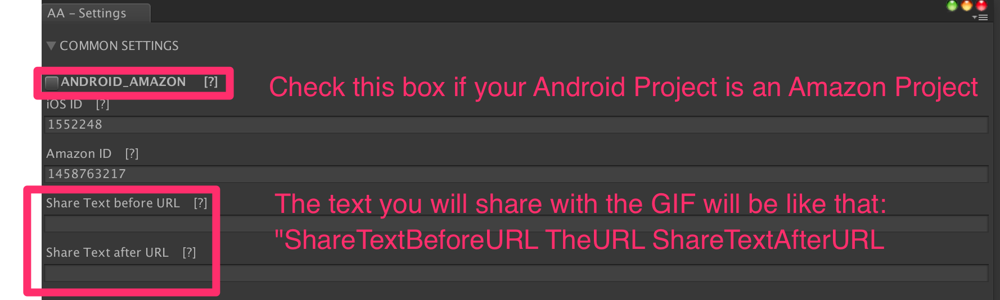 AA – Settings
COMMON SETTINGS
ANDROID_AMAZON [?]
Check this box if your Android Project is an Amazon Project
iOS ID [?]
1552248
Amazon ID [?]
1458763217
Share Text before URL [?]
The text you will share with the GIF will be like that:
"ShareTextBeforeURL TheURL ShareTextAfterURL
Share Text after URL [?]